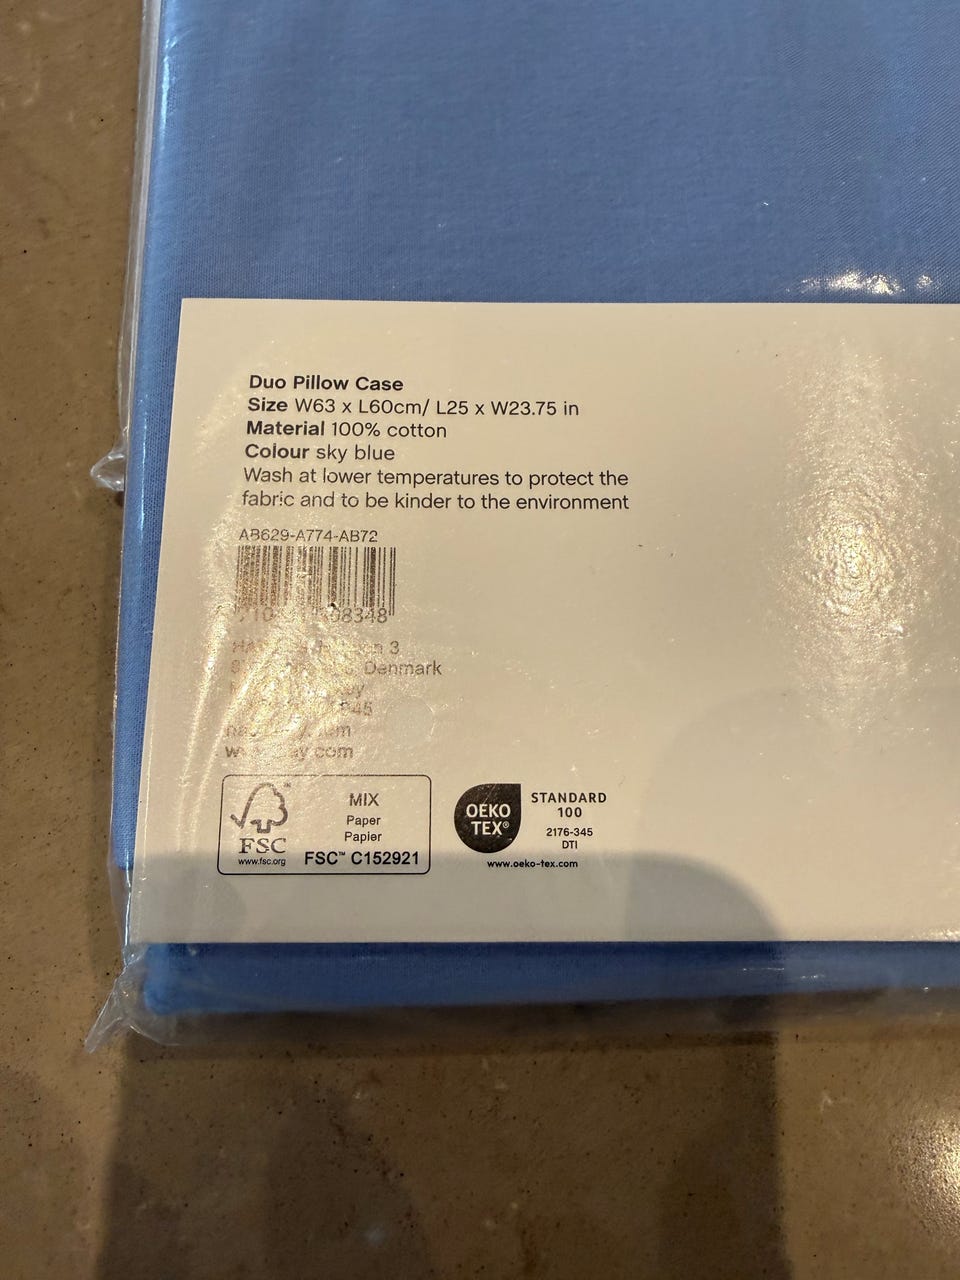 Duo Pillow Case
Size W63 x L60cm/ L25 x W23.75 in
Material 100% cotton
Colour sky blue
Wash at lower temperatures to protect the
fabric and to be kinder to the environment
AB629-A774-AB72
08348
3
Denmark
FSC
www.fsc.org
MIX
Paper
Papier
FSC™ C152921
OEKO
TEX®
STANDARD
100
2176-345
DTI
www.oeko-tex.com